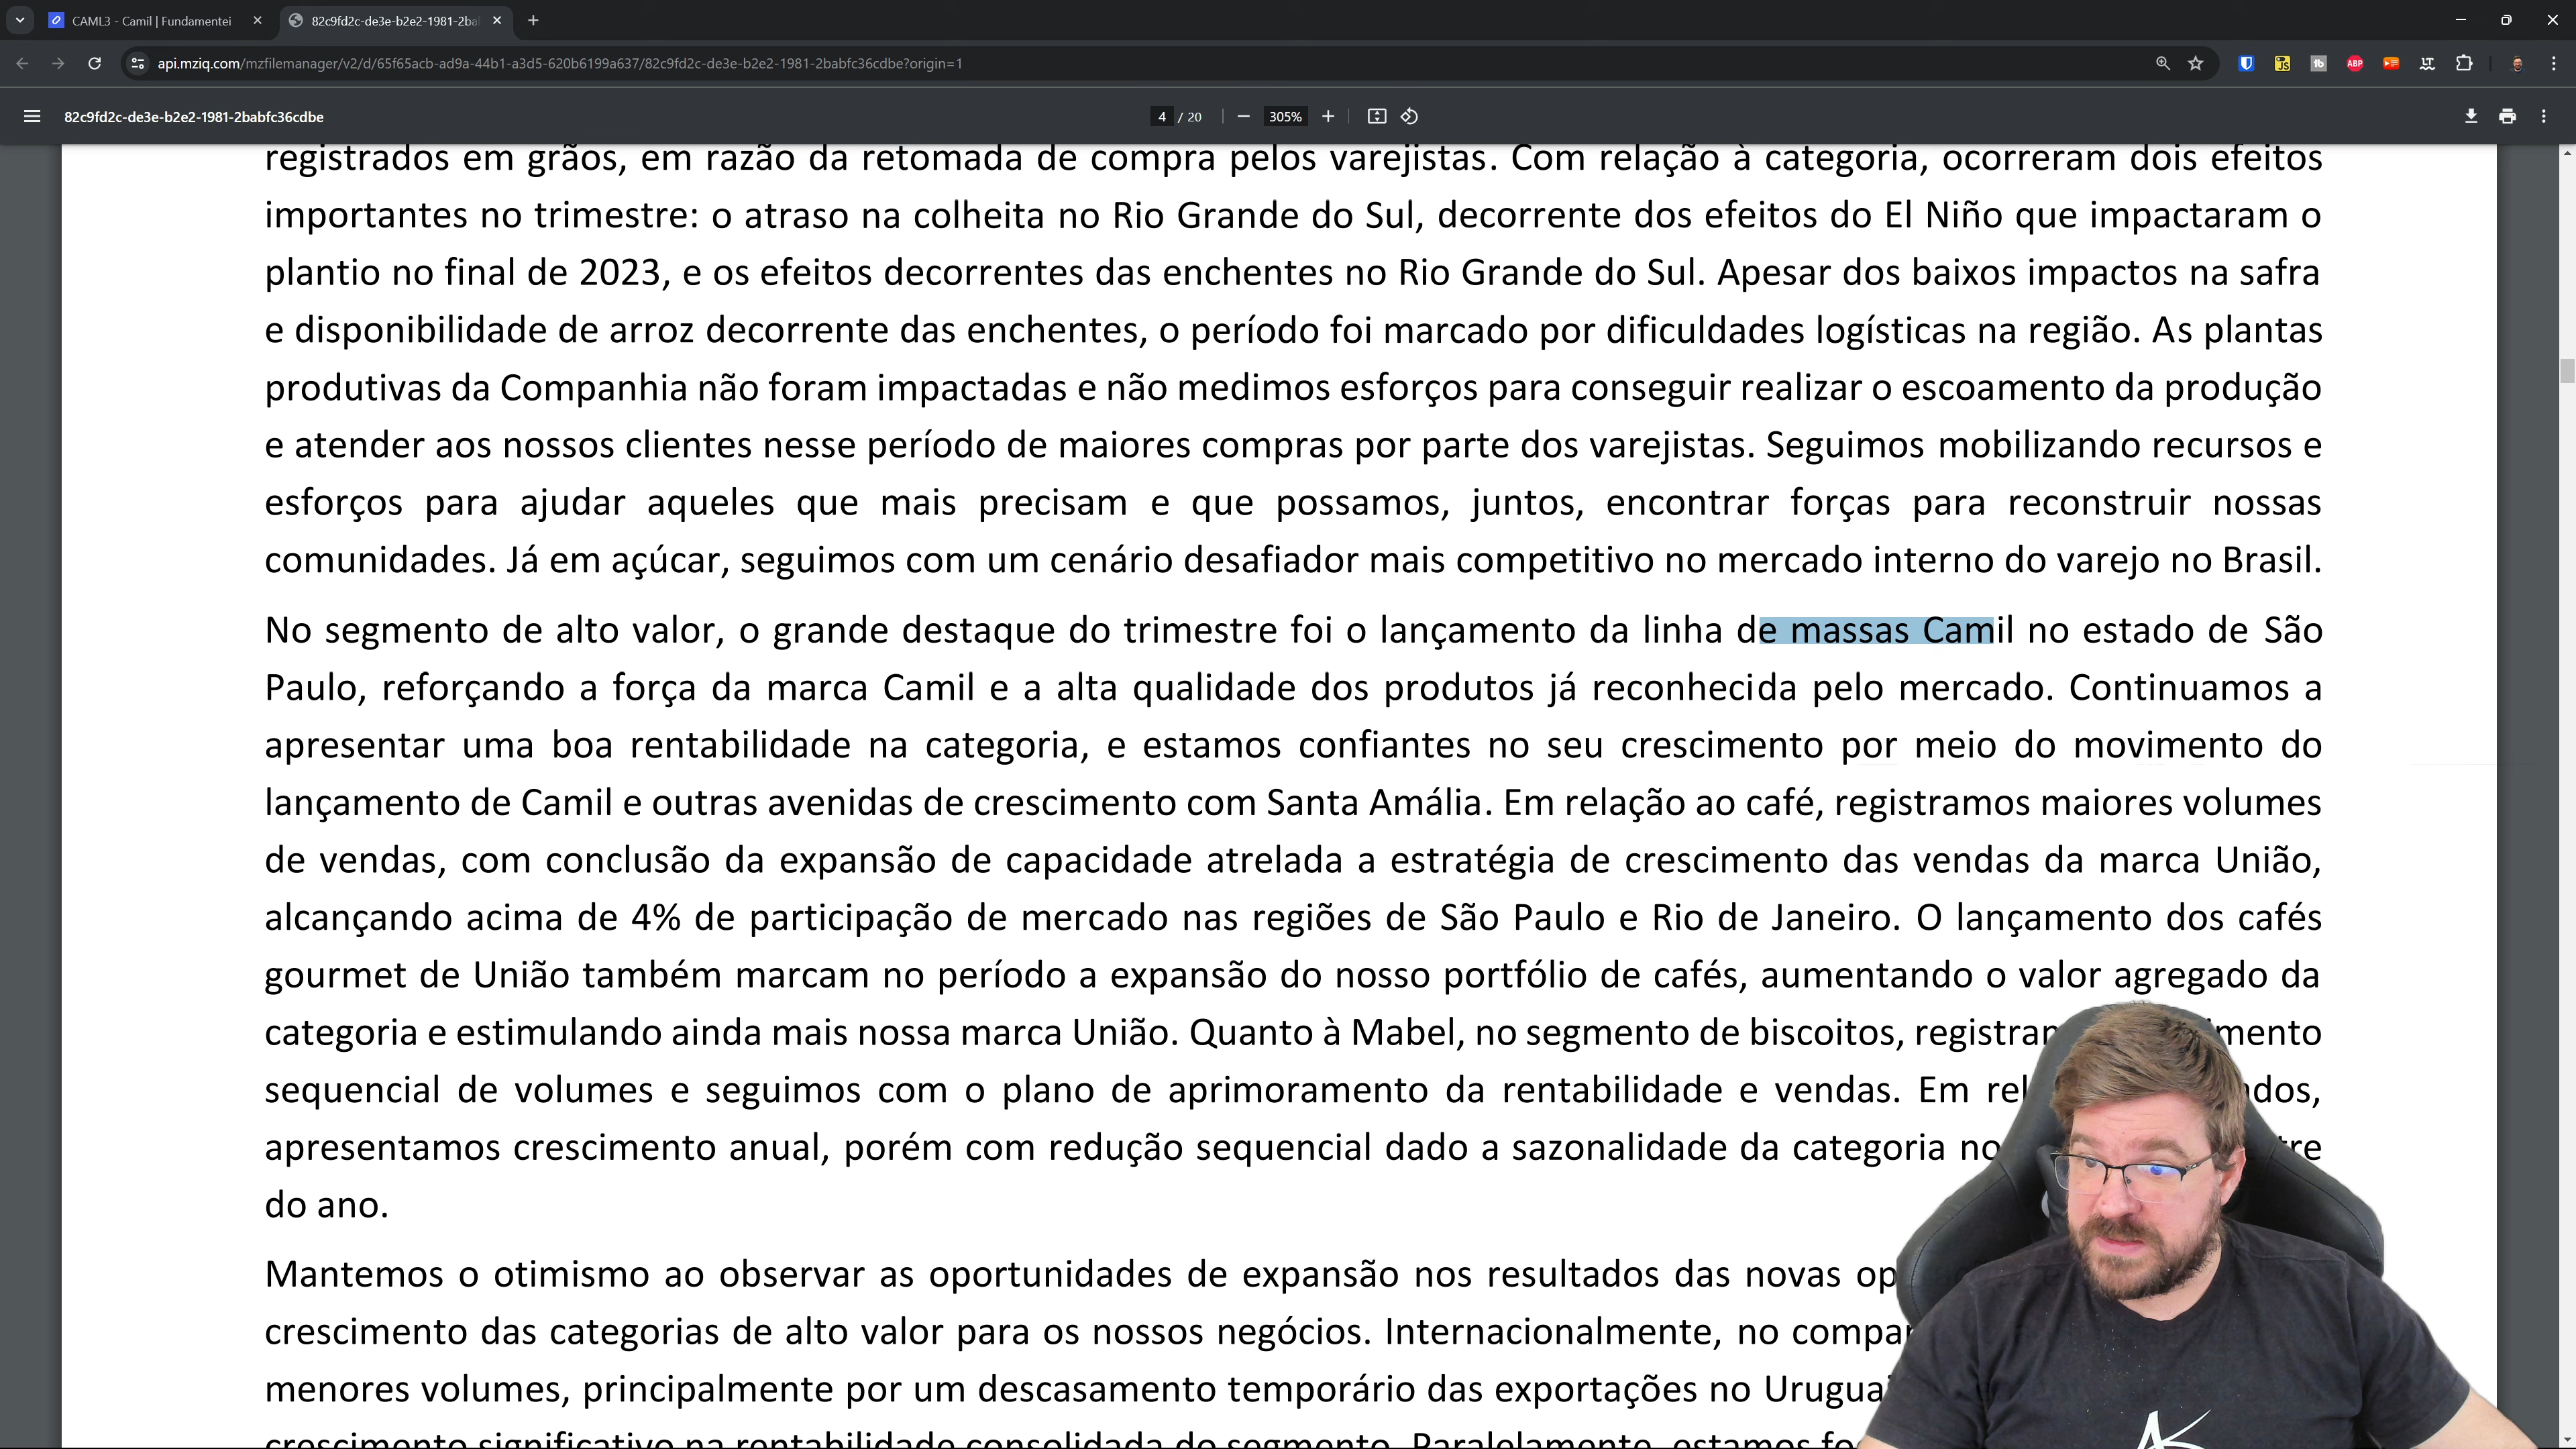 CAML3 - Camil | Fundamentei
82c9fd2c-de3e-b2e2-1981-2ba
api.mziq.com/mzfilemanager/v2/d/65f65acb-ad9a-44b1-a3d5-620b6199a637/82c9fd2c-de3e-b2e2-1981-2babfc36cdbe?origin=1
82c9fd2c-de3e-b2e2-1981-2babfc36cdbe
4 / 20
305%
registrados em grãos, em razão da retomada de compra pelos varejistas. Com relação à categoria, ocorreram dois efeitos
importantes no trimestre: o atraso na colheita no Rio Grande do Sul, decorrente dos efeitos do El Niño que impactaram o
plantio no final de 2023, e os efeitos decorrentes das enchentes no Rio Grande do Sul. Apesar dos baixos impactos na safra
e disponibilidade de arroz decorrente das enchentes, o período foi marcado por dificuldades logísticas na região. As plantas
produtivas da Companhia não foram impactadas e não medimos esforços para conseguir realizar o escoamento da produção
e atender aos nossos clientes nesse período de maiores compras por parte dos varejistas. Seguimos mobilizando recursos e
esforços para ajudar aqueles que mais precisam e que possamos, juntos, encontrar forças para reconstruir nossas
comunidades. Já em açúcar, seguimos com um cenário desafiador mais competitivo no mercado interno do varejo no Brasil.
No segmento de alto valor, o grande destaque do trimestre foi o lançamento da linha de massas Camil no estado de São
Paulo, reforçando a força da marca Camil e a alta qualidade dos produtos já reconhecida pelo mercado. Continuamos a
apresentar uma boa rentabilidade na categoria, e estamos confiantes no seu crescimento por meio do movimento do
lançamento de Camil e outras avenidas de crescimento com Santa Amália. Em relação ao café, registramos maiores volumes
de vendas, com conclusão da expansão de capacidade atrelada a estratégia de crescimento das vendas da marca União,
alcançando acima de 4% de participação de mercado nas regiões de São Paulo e Rio de Janeiro. O lançamento dos cafés
gourmet de União também marcam no período a expansão do nosso portfólio de cafés, aumentando o valor agregado da
categoria e estimulando ainda mais nossa marca União. Quanto à Mabel, no segmento de biscoitos,
sequencial de volumes e seguimos com o plano de aprimoramento da rentabilidade e vendas. Em
apresentamos crescimento anual, porém com redução sequencial dado a sazonalidade da categoria
do ano.
Mantemos o otimismo ao observar as oportunidades de expansão nos resultados das novas
crescimento das categorias de alto valor para os nossos negócios. Internacionalmente, no
menores volumes, principalmente por um descasamento temporário das exportações no
crescimento significativo na rentabilidade consolidada do segmento. Paralelamente, estamos